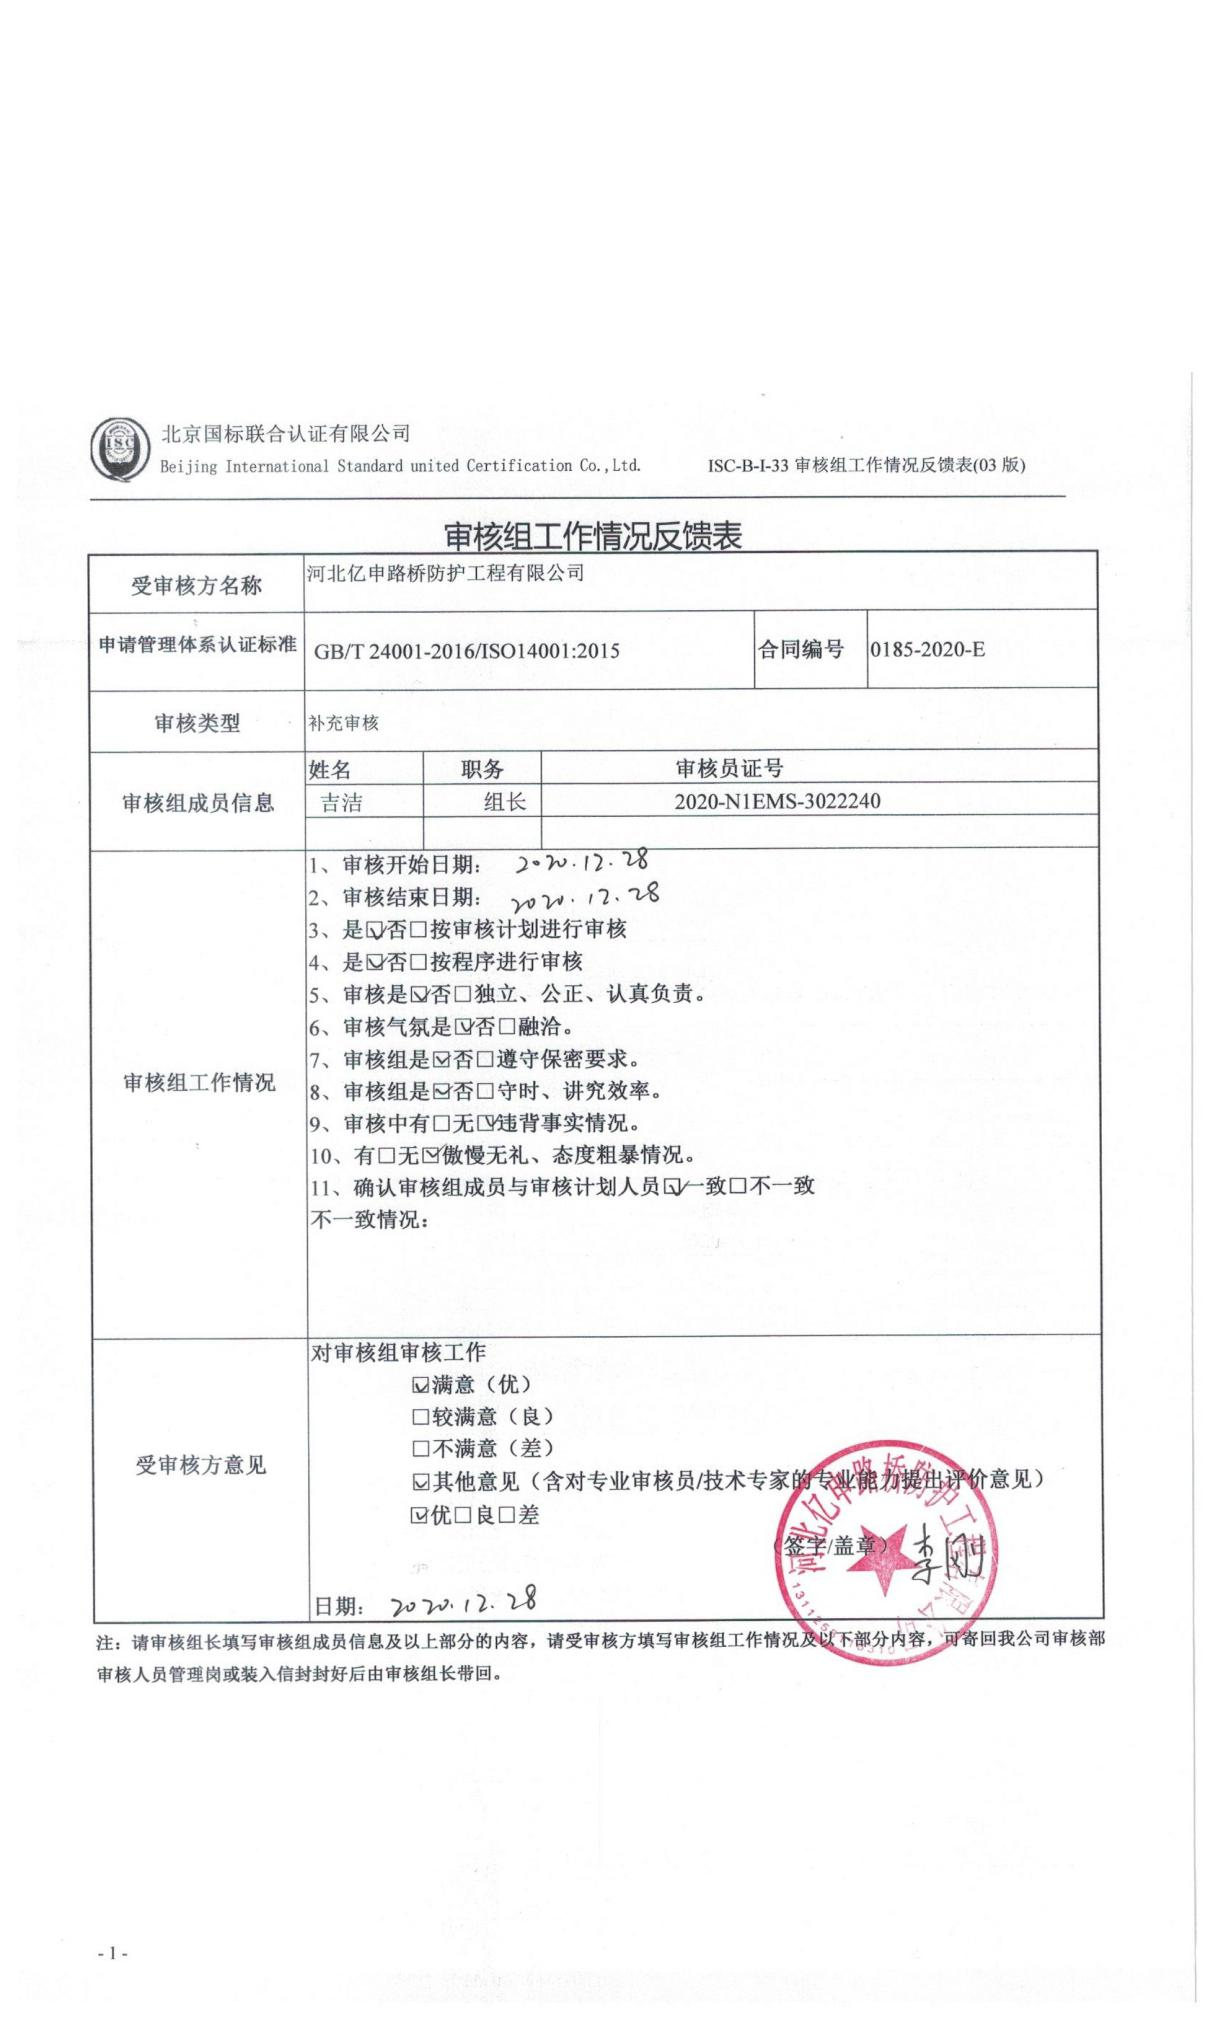 ISC
北京国标联合认证有限公司
Beijing International Standard united Certification Co.,Ltd. ISC-B-I-33 审核组工作情况反馈表(03 版)
审核组工作情况反馈表
受审核方名称 河北亿申路桥防护工程有限公司
申请管理体系认证标准 GB/T 24001-2016/ISO14001:2015 合同编号 0185-2020-E
审核类型 补充审核
审核组成员信息 姓名 职务 审核员证号
吉洁 组长 2020-N1EMS-3022240
审核组工作情况
1、审核开始日期: 2020.12.28
2、审核结束日期: 2020.12.28
3、是☑否□按审核计划进行审核
4、是☑否□按程序进行审核
5、审核是☑否□独立、公正、认真负责。
6、审核气氛是☑否□融洽。
7、审核组是☑否□遵守保密要求。
8、审核组是☑否□守时、讲究效率。
9、审核中有□无☑违背事实情况。
10、有□无☑傲慢无礼、态度粗暴情况。
11、确认审核组成员与审核计划人员☑一致□不一致
不一致情况:
受审核方意见
对审核组审核工作
☑满意（优）
□较满意（良）
□不满意（差）
☑其他意见（含对专业审核员/技术专家的专业能力提出评价意见）
☑优□良□差
（签字/盖章） 李刚
河北亿申路桥防护工程有限公司
日期: 2020.12.28
注：请审核组长填写审核组成员信息及以上部分的内容，请受审核方填写审核组工作情况及以下部分内容，可寄回我公司审核部
审核人员管理岗或装入信封封好后由审核组长带回。
- 1 -